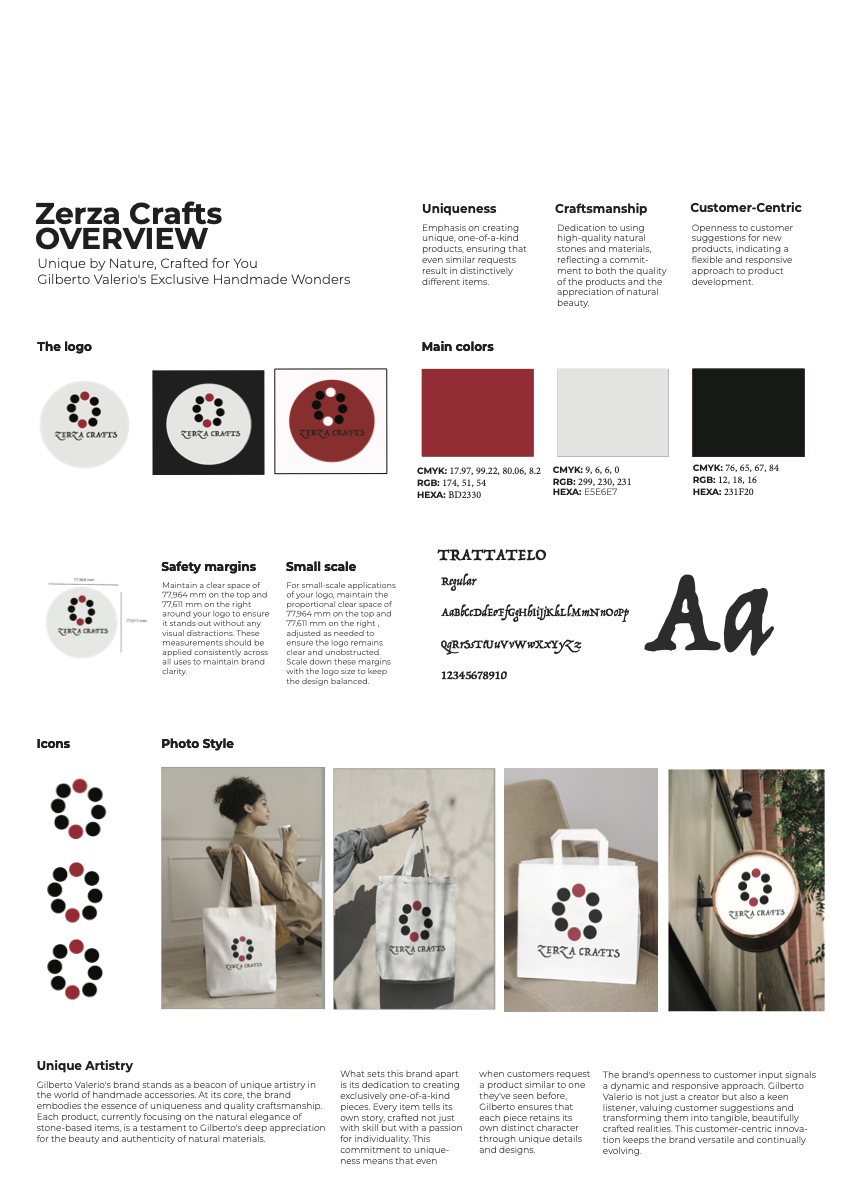 Zerza Crafts
OVERVIEW
Unique by Nature, Crafted for You
Gilberto Valerio's Exclusive Handmade Wonders
Uniqueness
Emphasis on creating
unique, one-of-a-kind
products, ensuring that
even similar requests
result in distinctively
different items.
Craftsmanship
Dedication to using
high-quality natural
stones and materials,
reflecting a commit-
ment to both the quality
of the products and the
appreciation of natural
beauty.
Customer-Centric
Openness to customer
suggestions for new
products, indicating a
flexible and responsive
approach to product
development.
The logo
ZERZA CRAFTS
ZERZA CRAFTS
ZERZA CRAFTS
Main colors
CMYK: 17.97, 99.22, 80.06, 8.2
RGB: 174, 51, 54
HEXA: BD2330
CMYK: 9, 6, 6, 0
RGB: 299, 230, 231
HEXA: E5E6E7
CMYK: 76, 65, 67, 84
RGB: 12, 18, 16
HEXA: 231F20
77,964 mm
77,611 mm
ZERZA CRAFTS
Safety margins
Maintain a clear space of
77,964 mm on the top and
77,611 mm on the right
around your logo to ensure
it stands out without any
visual distractions. These
measurements should be
applied consistently across
all uses to maintain brand
clarity.
Small scale
For small-scale applications
of your logo, maintain the
proportional clear space of
77,964 mm on the top and
77,611 mm on the right ,
adjusted as needed to
ensure the logo remains
clear and unobstructed.
Scale down these margins
with the logo size to keep
the design balanced.
TRATTATELO
Regular
AaBbCcDdEeFfGgHhIiJjKkLlMmNnOoPp
QqRrSsTtUuVvWwXxYyZz
12345678910
Aa
Icons
Photo Style
ZERZA CRAFTS
ZERZA CRAFTS
ZERZA CRAFTS
ZERZA CRAFTS
Unique Artistry
Gilberto Valerio's brand stands as a beacon of unique artistry in
the world of handmade accessories. At its core, the brand
embodies the essence of uniqueness and quality craftsmanship.
Each product, currently focusing on the natural elegance of
stone-based items, is a testament to Gilberto's deep appreciation
for the beauty and authenticity of natural materials.
What sets this brand apart
is its dedication to creating
exclusively one-of-a-kind
pieces. Every item tells its
own story, crafted not just
with skill but with a passion
for individuality. This
commitment to unique-
ness means that even
when customers request
a product similar to one
they've seen before,
Gilberto ensures that
each piece retains its
own distinct character
through unique details
and designs.
The brand's openness to customer input signals
a dynamic and responsive approach. Gilberto
Valerio is not just a creator but also a keen
listener, valuing customer suggestions and
transforming them into tangible, beautifully
crafted realities. This customer-centric innova-
tion keeps the brand versatile and continually
evolving.